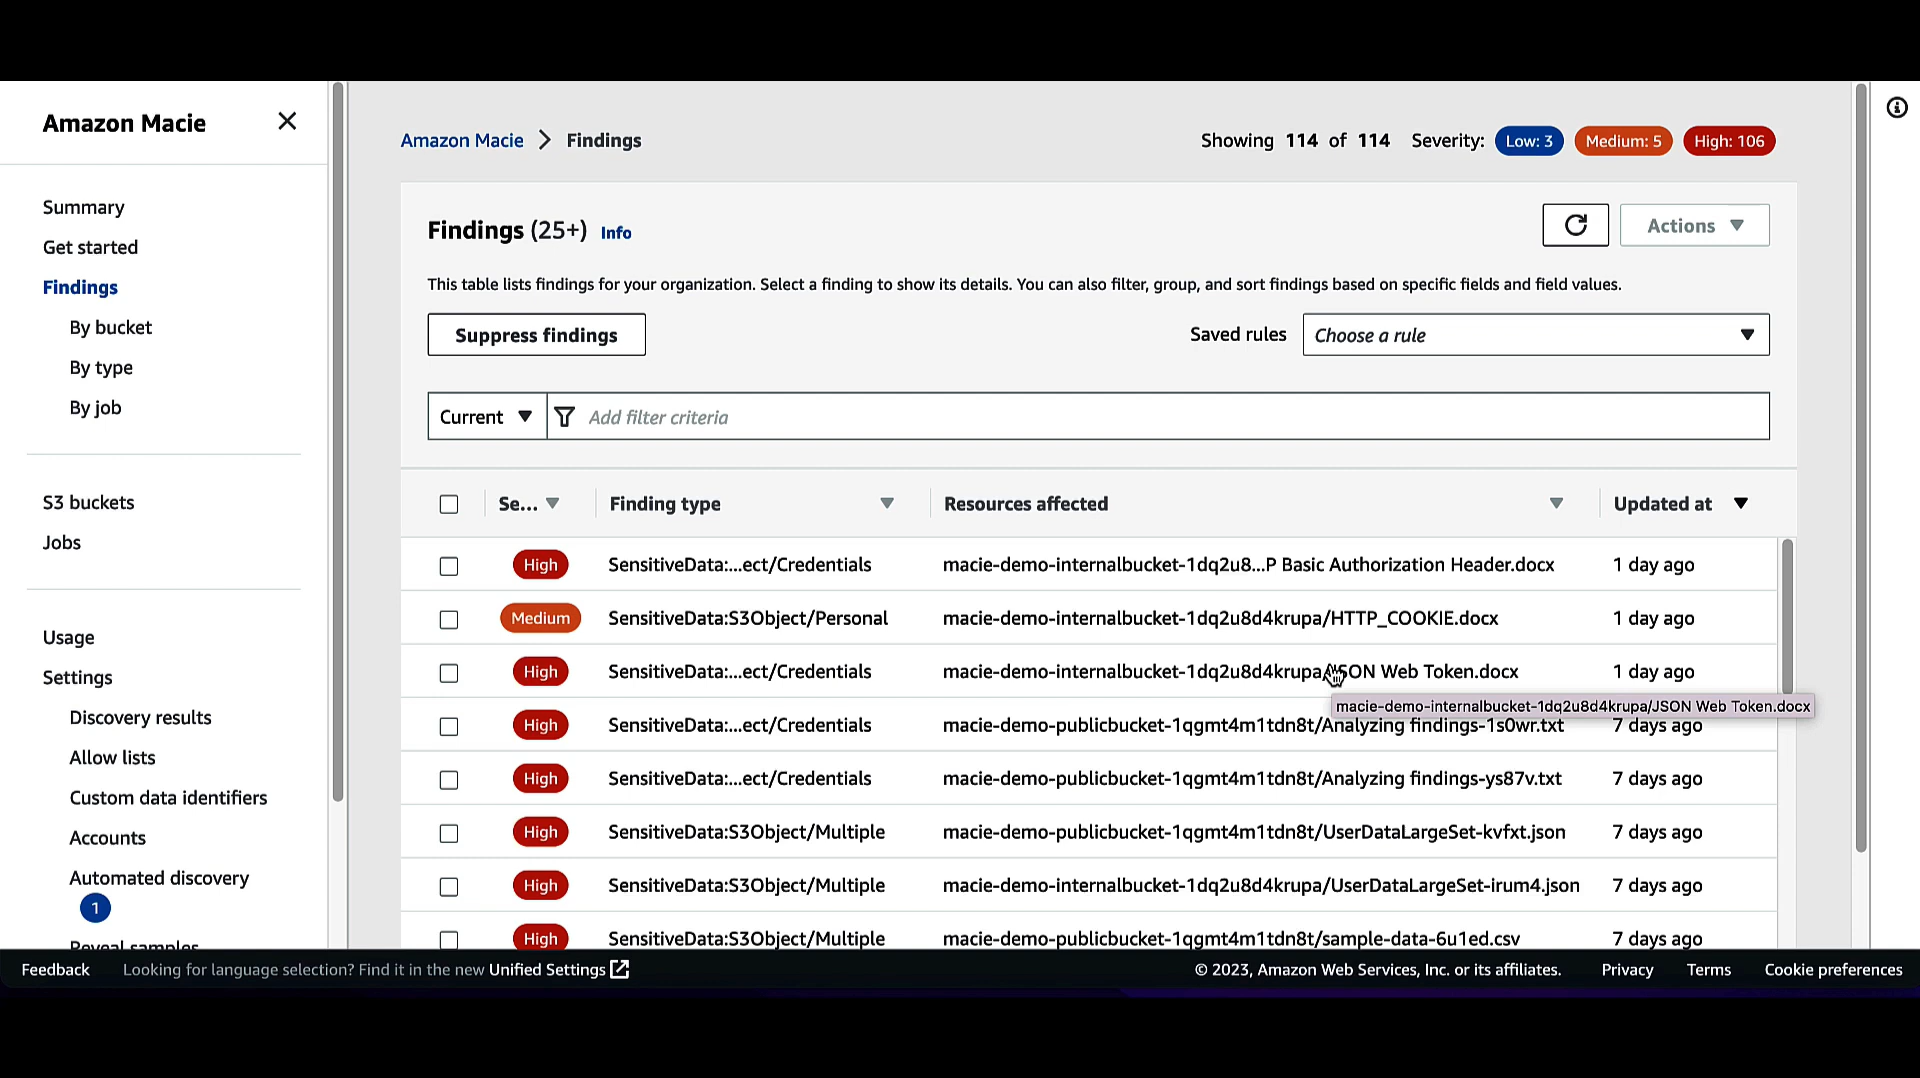 Amazon Macie
Summary
Get started
Findings
By bucket
By type
By job
S3 buckets
Jobs
Usage
Settings
Discovery results
Allow lists
Custom data identifiers
Accounts
Automated discovery
1
Reveal samples
Amazon Macie > Findings
Showing 114 of 114 Severity: Low: 3 Medium: 5 High: 106
Findings (25+) Info
Actions
This table lists findings for your organization. Select a finding to show its details. You can also filter, group, and sort findings based on specific fields and field values.
Suppress findings Saved rules Choose a rule
Current Add filter criteria
Se... Finding type Resources affected Updated at
High SensitiveData:...ect/Credentials macie-demo-internalbucket-1dq2u8...P Basic Authorization Header.docx 1 day ago
Medium SensitiveData:S3Object/Personal macie-demo-internalbucket-1dq2u8d4krupa/HTTP_COOKIE.docx 1 day ago
High SensitiveData:...ect/Credentials macie-demo-internalbucket-1dq2u8d4krupa/JSON Web Token.docx 1 day ago
macie-demo-internalbucket-1dq2u8d4krupa/JSON Web Token.docx
High SensitiveData:...ect/Credentials macie-demo-publicbucket-1qgmt4m1tdn8t/Analyzing findings-1s0wr.txt 7 days ago
High SensitiveData:...ect/Credentials macie-demo-publicbucket-1qgmt4m1tdn8t/Analyzing findings-ys87v.txt 7 days ago
High SensitiveData:S3Object/Multiple macie-demo-publicbucket-1qgmt4m1tdn8t/UserDataLargeSet-kvfxt.json 7 days ago
High SensitiveData:S3Object/Multiple macie-demo-internalbucket-1dq2u8d4krupa/UserDataLargeSet-irum4.json 7 days ago
High SensitiveData:S3Object/Multiple macie-demo-publicbucket-1qgmt4m1tdn8t/sample-data-6u1ed.csv 7 days ago
Feedback Looking for language selection? Find it in the new Unified Settings © 2023, Amazon Web Services, Inc. or its affiliates. Privacy Terms Cookie preferences